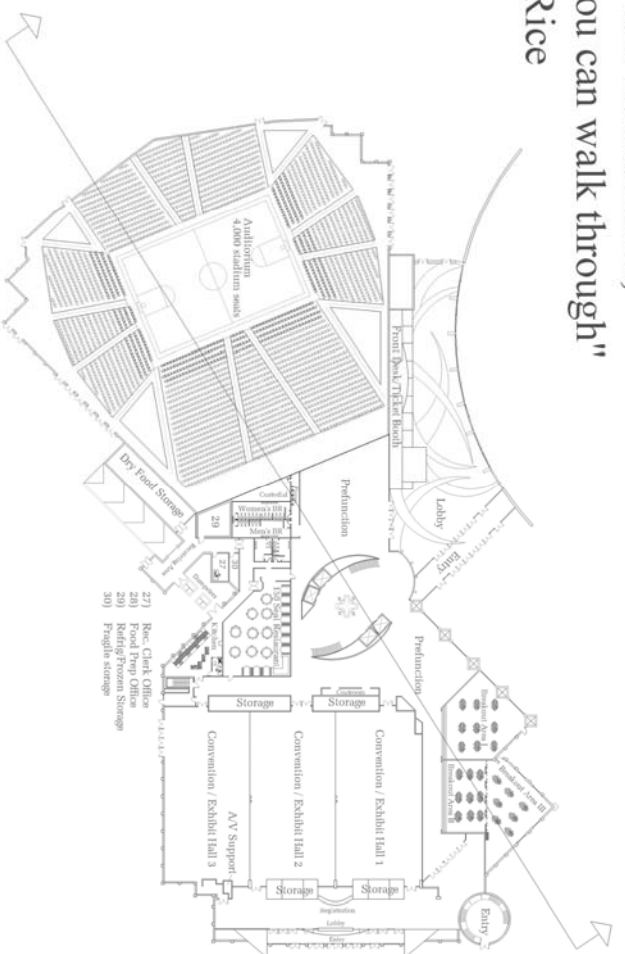 ou can walk through"
Rice
Auditorium
4,000 stadium seats
Front Desk/Ticket Booth
Lobby
Entry
Prefunction
Prefunction
Dry Food Storage
Custodial
Women's BR
Men's BR
29
30
27
Receiving Area
150 Seat Restaurant
Kitchen
27) Rec. Clerk Office
28) Food Prep Office
29) Refrig/Frozen Storage
30) Fragile storage
Storage
Storage
Coatroom
Breakout Area I
Breakout Area II
Breakout Area III
Convention / Exhibit Hall 1
Convention / Exhibit Hall 2
Convention / Exhibit Hall 3
A/V Support
Storage
Storage
Registration
Lobby
Entry
Entry